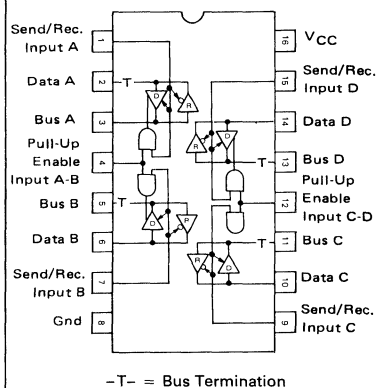 Send/Rec.
Input A
1
Data A
2
T
Bus A
3
D
R
Pull-Up
Enable
Input A-B
4
Bus B
5
T
D
R
Data B
6
Send/Rec.
Input B
7
Gnd
8
16
VCC
15
Send/Rec.
Input D
14
Data D
R
D
T
13
Bus D
Pull-Up
12
Enable
Input C-D
T
11
Bus C
R
D
10
Data C
9
Send/Rec.
Input C
–T– = Bus Termination